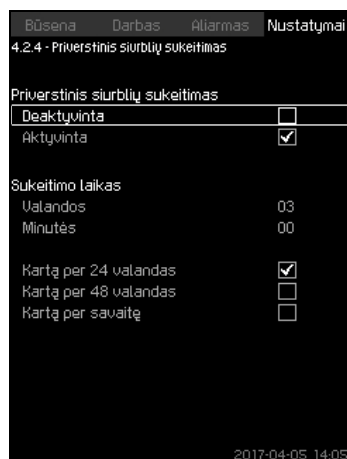 Būsena Darbas Aliarmas Nustatymai
4.2.4 - Priverstinis siurblių sukeitimas
Priverstinis siurblių sukeitimas
Deaktyvinta
Aktyvinta
Sukeitimo laikas
Valandos 03
Minutės 00
Kartą per 24 valandas
Kartą per 48 valandas
Kartą per savaitę
2017-04-05 14:05